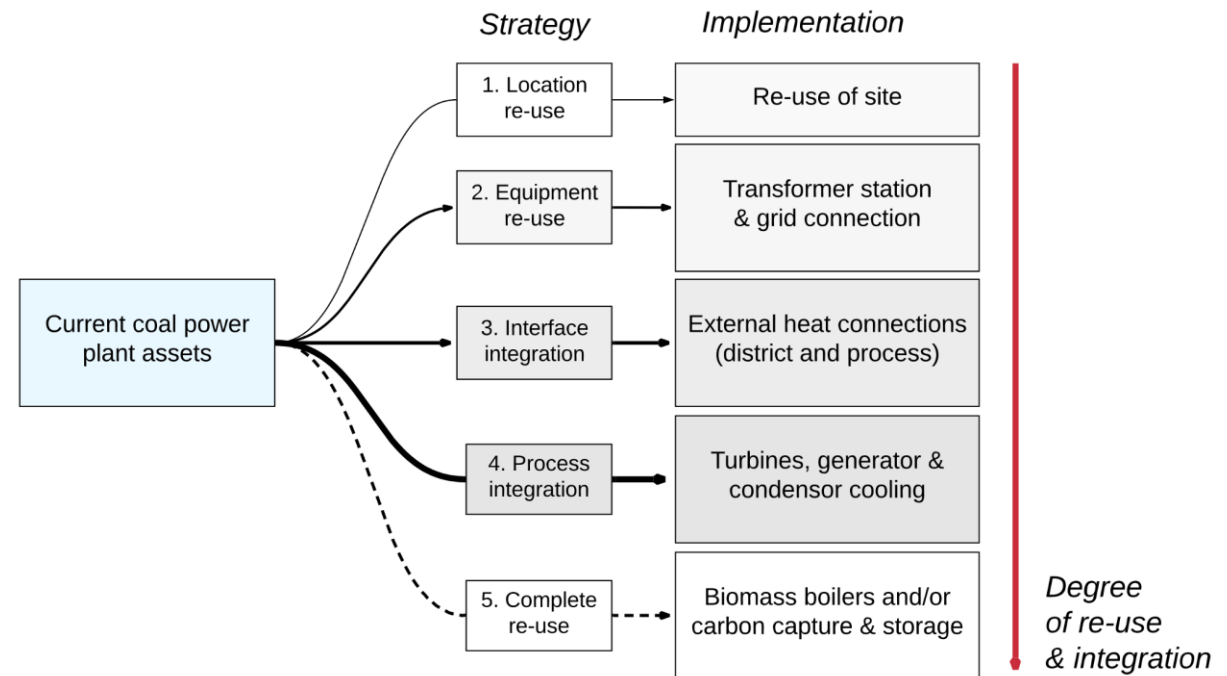 Strategy
Implementation
1. Location
re-use
Re-use of site
2. Equipment
re-use
Transformer station
& grid connection
Current coal power
plant assets
3. Interface
integration
External heat connections
(district and process)
4. Process
integration
Turbines, generator &
condensor cooling
5. Complete
re-use
Biomass boilers and/or
carbon capture & storage
Degree
of re-use
& integration